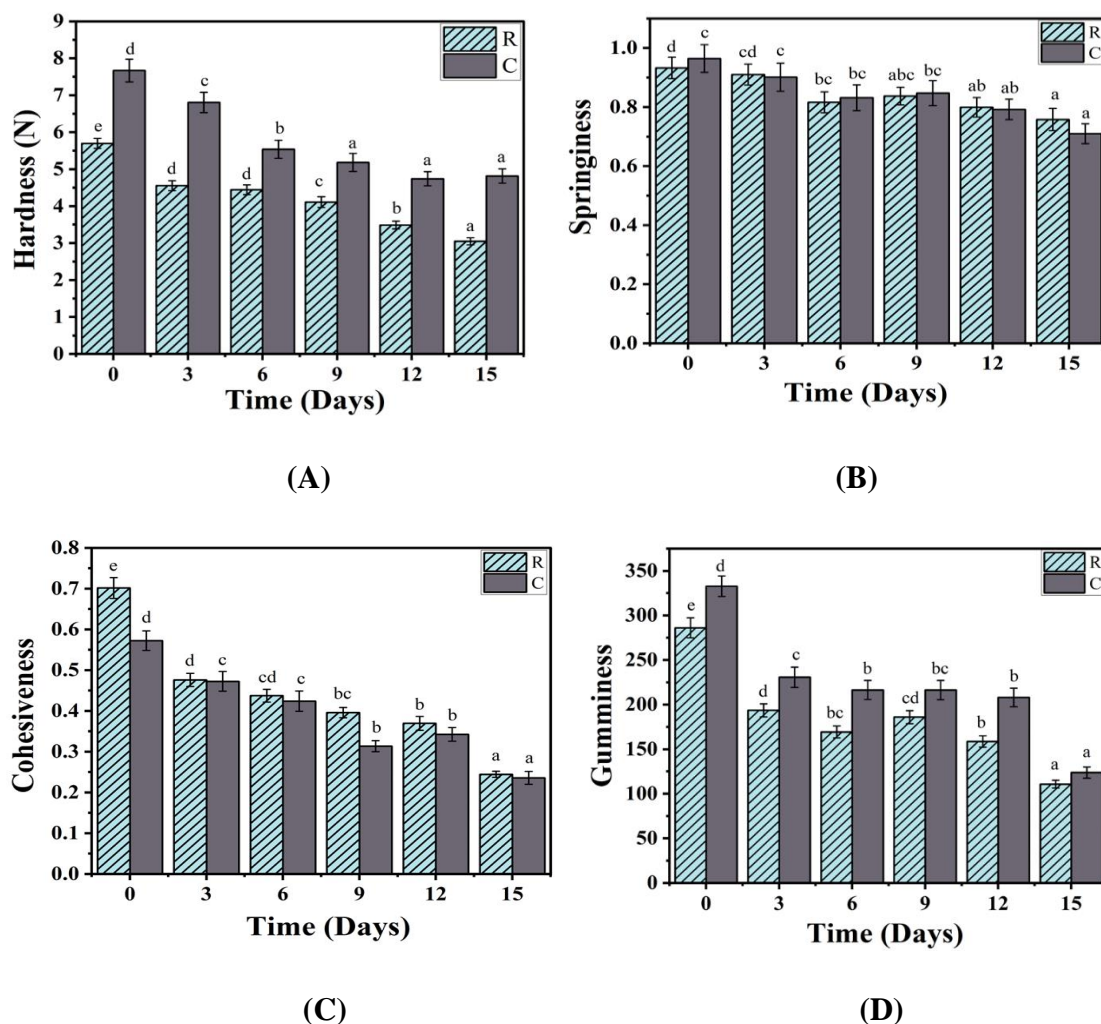 9
8
7
6
5
4
3
2
1
0
Hardness (N)
R
C
e
d
d
c
d
b
c
a
b
a
a
a
0 3 6 9 12 15
Time (Days)
(A)
1.0
0.8
0.6
0.4
0.2
0.0
Springiness
R
C
d
c
cd
c
bc
bc
abc
bc
ab
ab
a
a
0 3 6 9 12 15
Time (Days)
(B)
0.8
0.7
0.6
0.5
0.4
0.3
0.2
0.1
0.0
Cohesiveness
R
C
e
d
d
c
cd
c
bc
b
b
b
a
a
0 3 6 9 12 15
Time (Days)
(C)
350
300
250
200
150
100
50
0
Gumminess
R
C
e
d
d
c
bc
b
cd
bc
b
b
a
a
0 3 6 9 12 15
Time (Days)
(D)